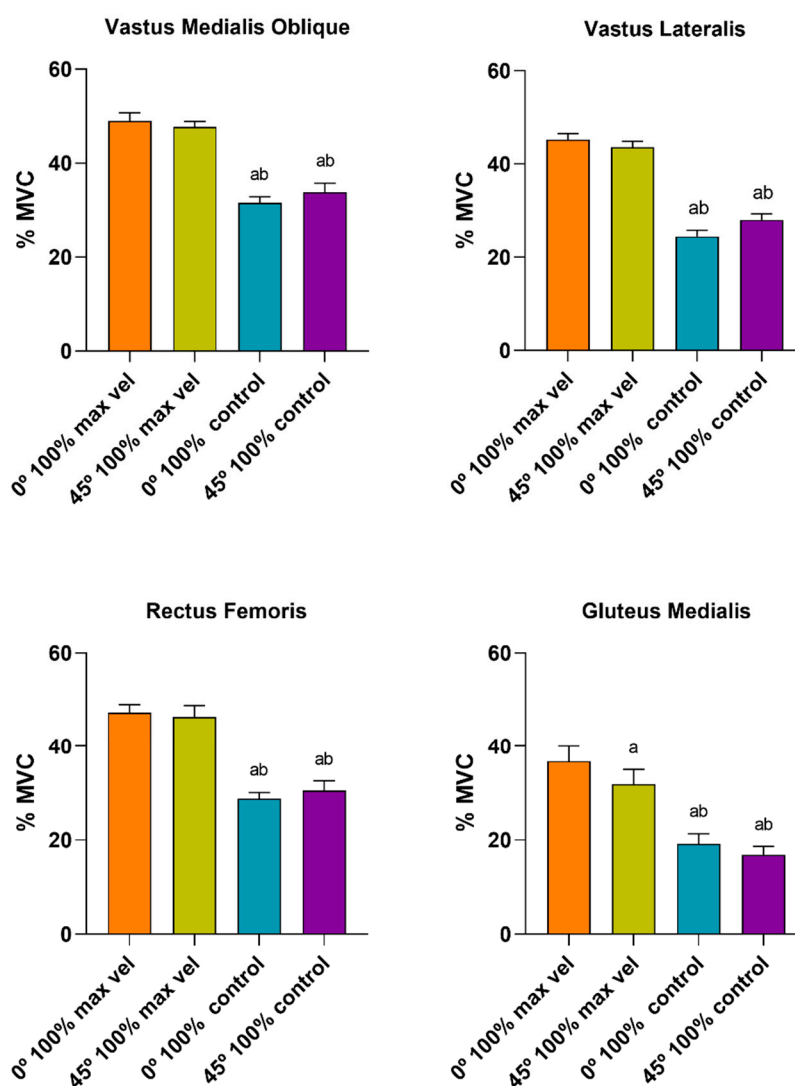 Vastus Medialis Oblique
% MVC
60
40
20
0
ab
ab
0º 100% max vel
45º 100% max vel
0º 100%  control
45º 100% control
Vastus Lateralis
% MVC
60
40
20
0
ab
ab
0º 100% max vel
45º 100% max vel
0º 100%  control
45º 100% control
Rectus Femoris
% MVC
60
40
20
0
ab
ab
0º 100% max vel
45º 100% max vel
0º 100%  control
45º 100% control
Gluteus Medialis
% MVC
60
40
20
0
a
ab
ab
0º 100% max vel
45º 100% max vel
0º 100%  control
45º 100% control